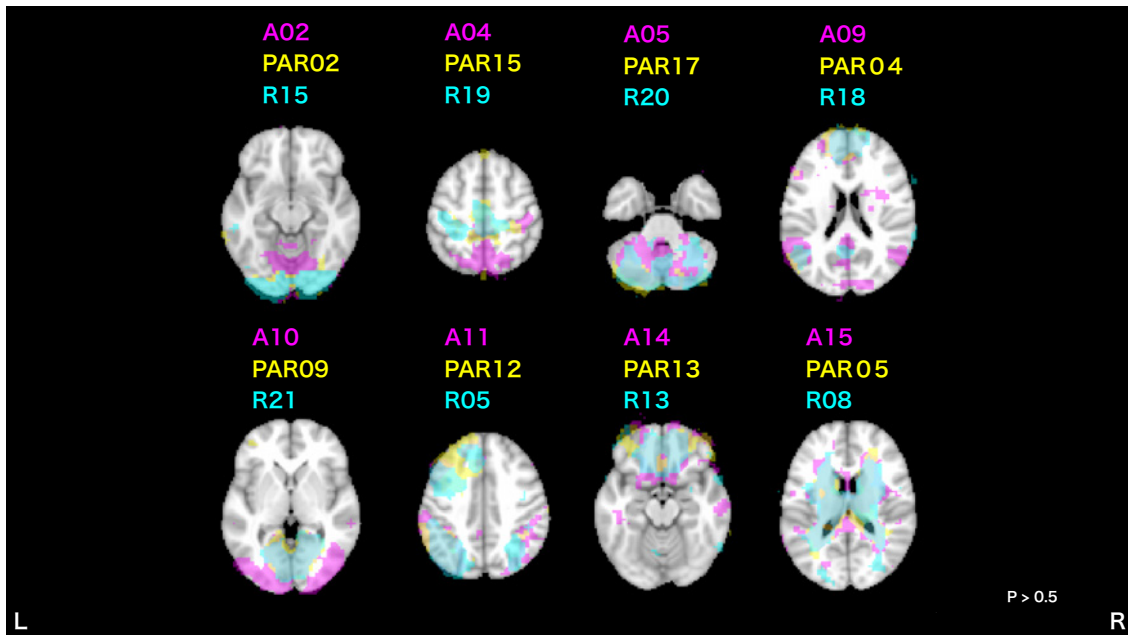 A02
PAR02
R15
A04
PAR15
R19
A05
PAR17
R20
A09
PAR０４
R18
A10
PAR09
R21
A11
PAR12
R05
A14
PAR13
R13
A15
PAR０５
R08
P > 0.5
L
R